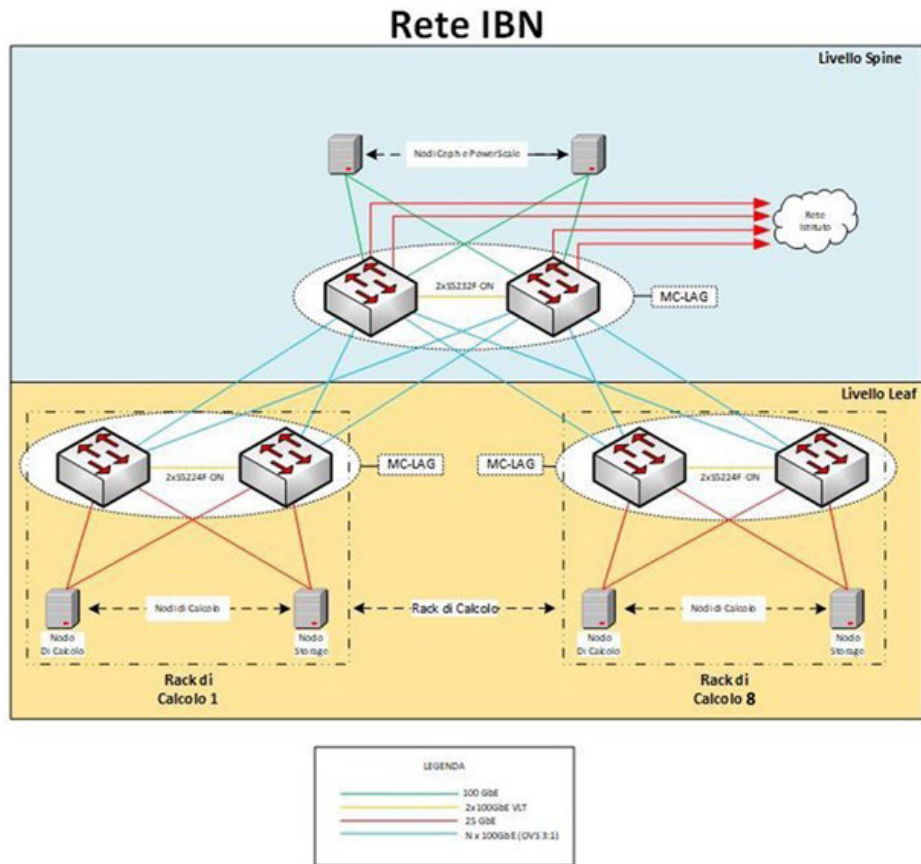 Rete IBN
Livello Spine
Nodi Ceph e PowerScale
Rete
Istituto
2xS5232F-ON
MC-LAG
Livello Leaf
2xS5224F-ON
MC-LAG
MC-LAG
2xS5224F-ON
Nodi di Calcolo
Rack di Calcolo
Nodi di Calcolo
Nodo
Di Calcolo
Nodo
Storage
Nodo
Di Calcolo
Nodo
Storage
Rack di
Calcolo 1
Rack di
Calcolo 8
LEGENDA
100 GbE
2x100GbE VLT
25 GbE
N x 100GbE (OVS 3:1)